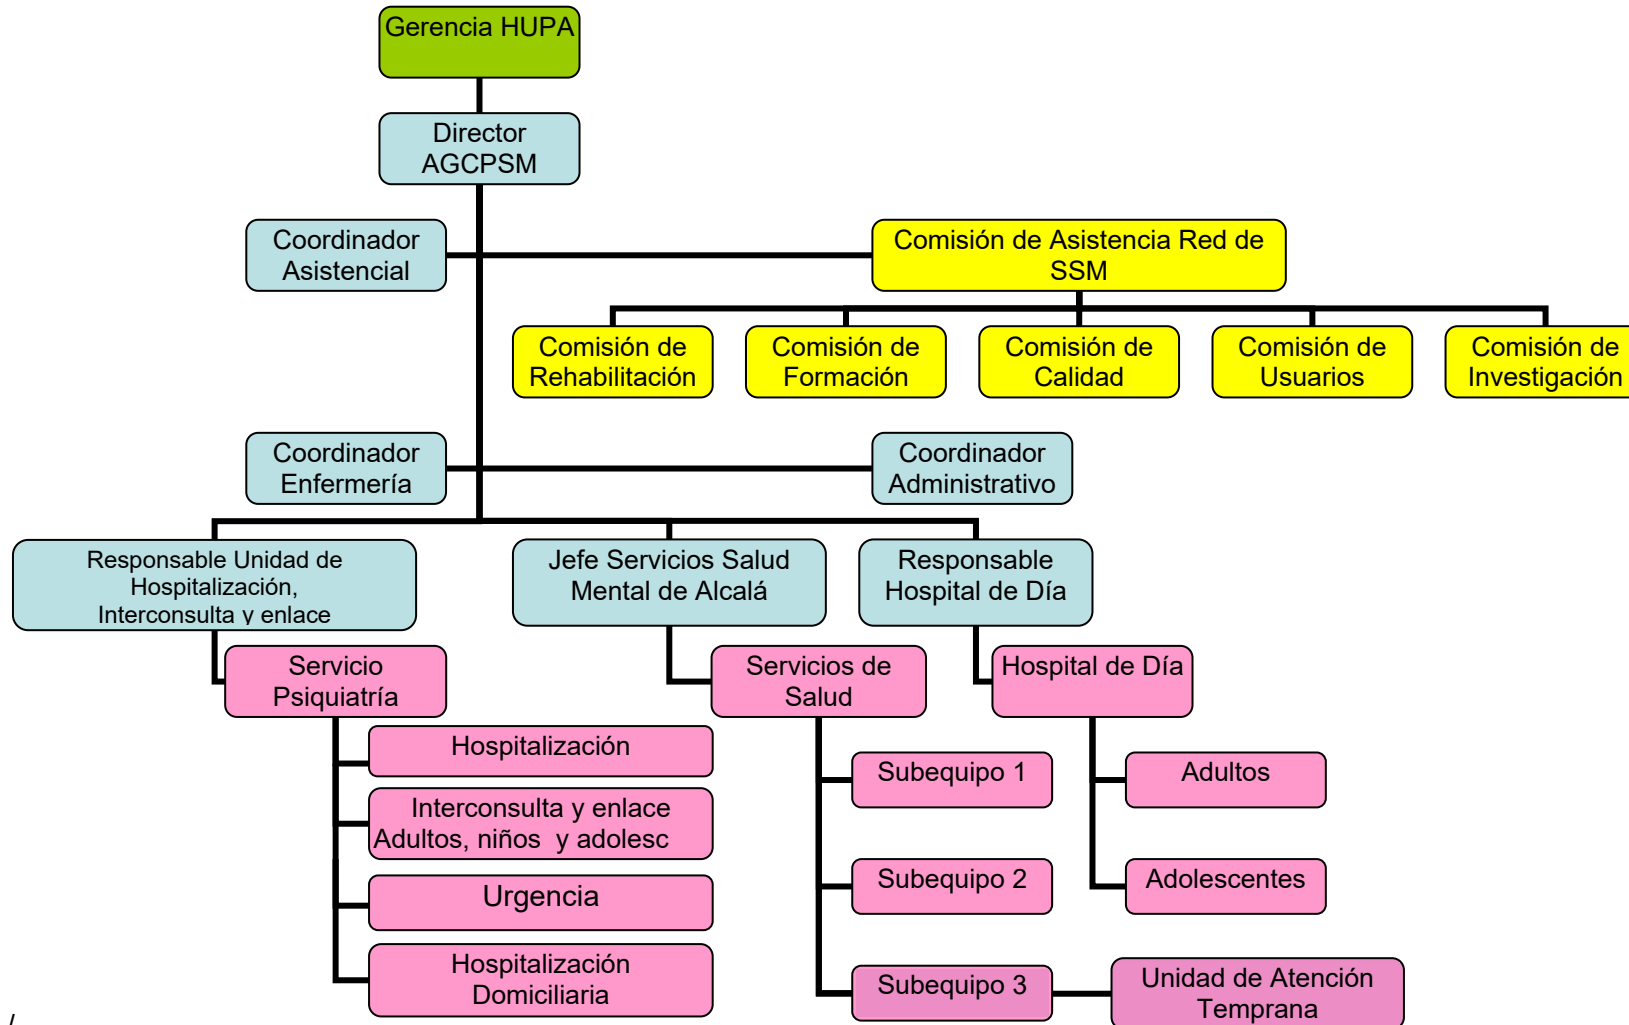 Gerencia HUPA
Director
AGCPSM
Coordinador
Asistencial
Comisión de Asistencia Red de
SSM
Comisión de
Rehabilitación
Comisión de
Formación
Comisión de
Calidad
Comisión de
Usuarios
Comisión de
Investigación
Coordinador
Enfermería
Coordinador
Administrativo
Responsable Unidad de
Hospitalización,
Interconsulta y enlace
Jefe Servicios Salud
Mental de Alcalá
Responsable
Hospital de Día
Servicio
Psiquiatría
Servicios de
Salud
Hospital de Día
Hospitalización
Interconsulta y enlace
Adultos, niños  y adolesc
Urgencia
Hospitalización
Domiciliaria
Subequipo 1
Subequipo 2
Subequipo 3
Adultos
Adolescentes
Unidad de Atención
Temprana
/